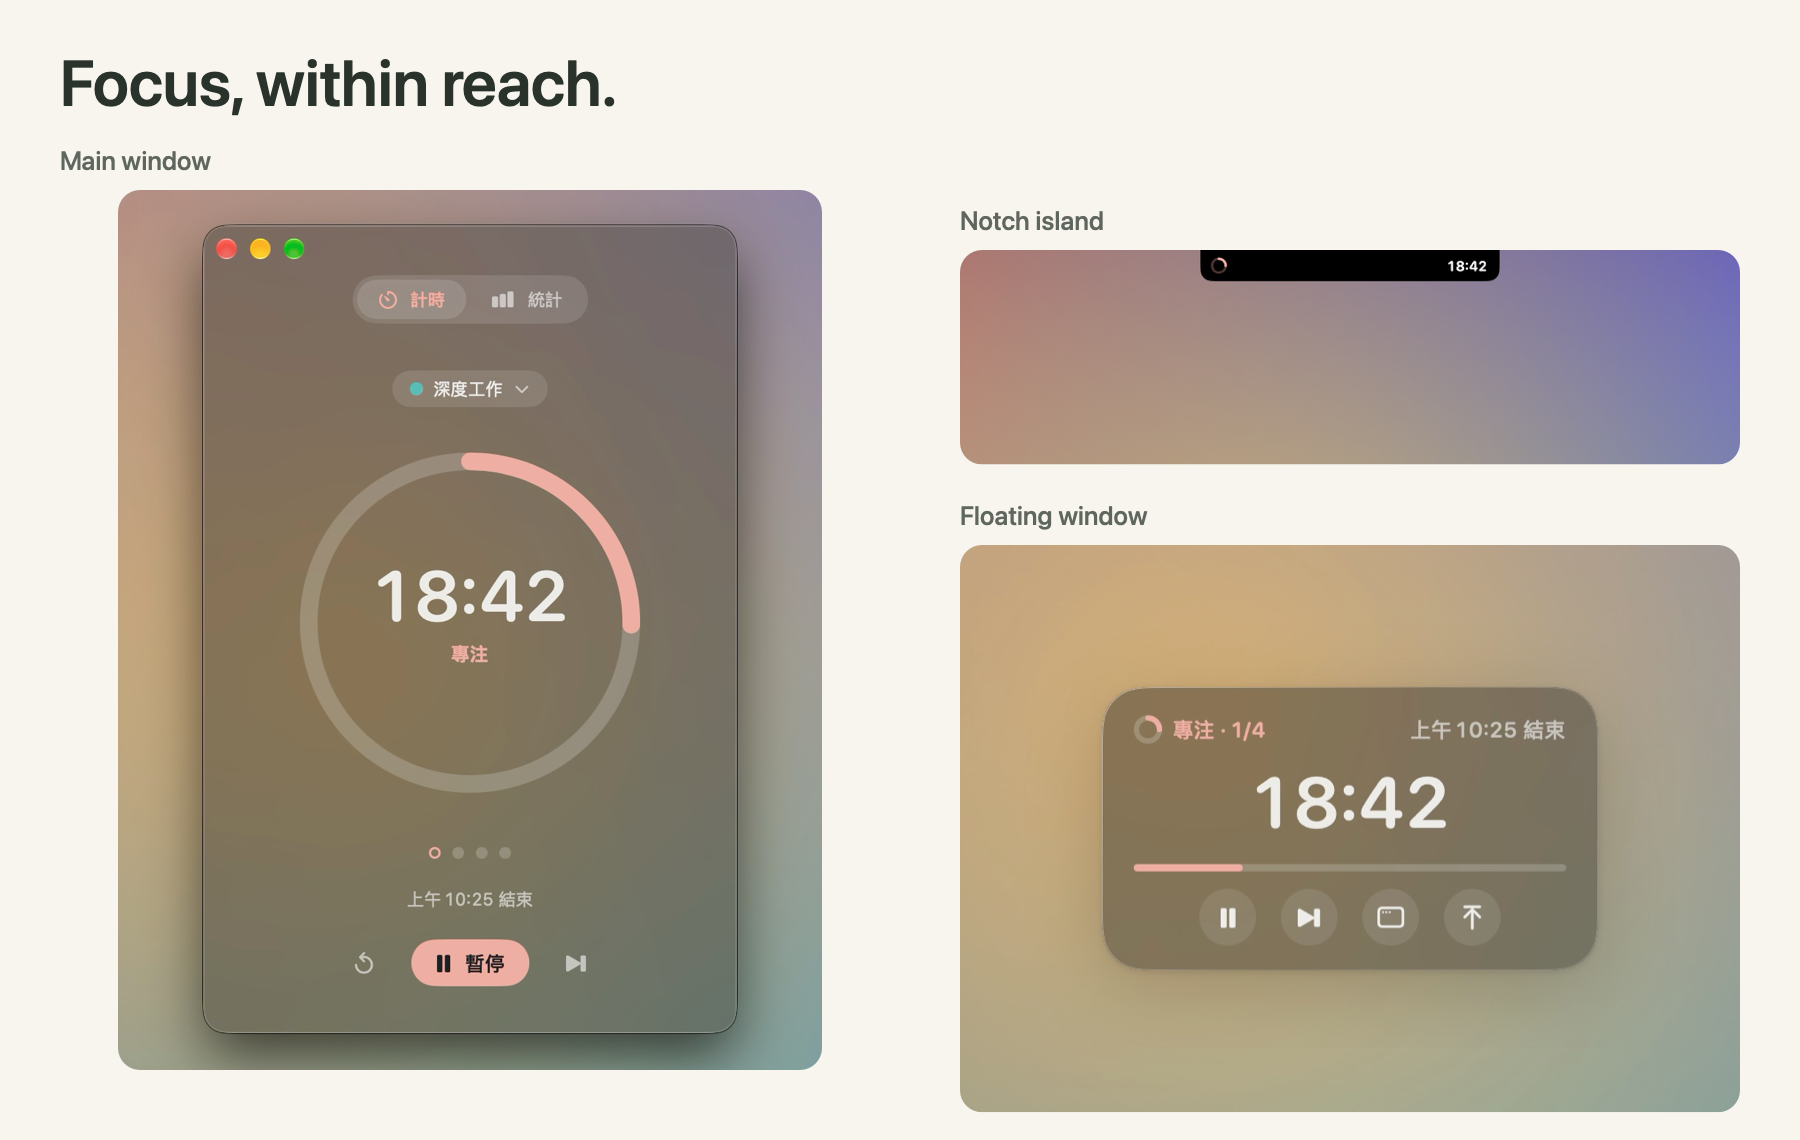 Focus, within reach.
Main window
計時 統計
深度工作
18:42
專注
上午 10:25 結束
暫停
Notch island
18:42
Floating window
專注 · 1/4 上午 10:25 結束
18:42